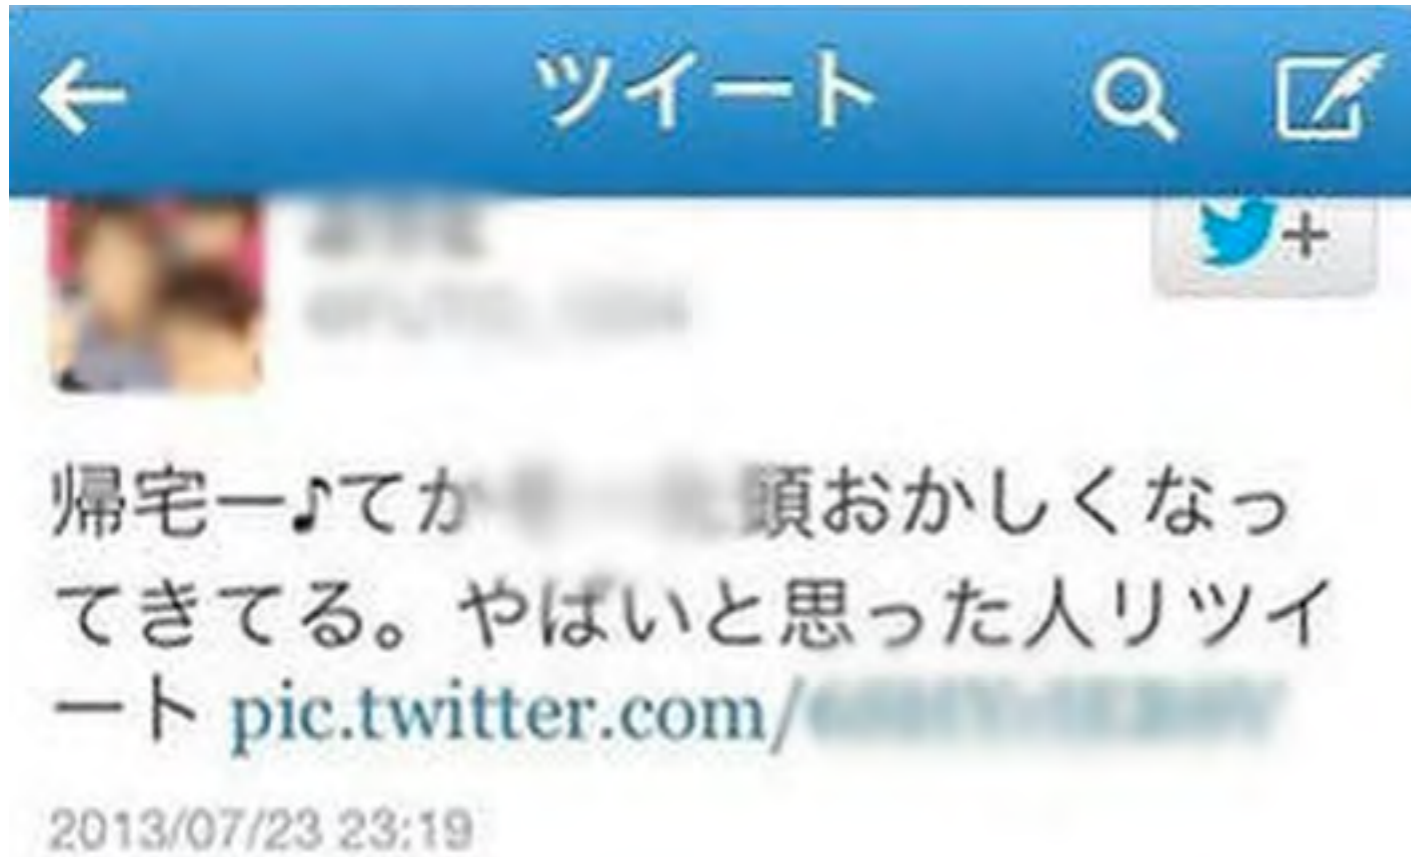 ツイート
帰宅ー♪てか 頭おかしくなっ
てきてる。やばいと思った人リツイ
ート pic.twitter.com/
2013/07/23 23:19